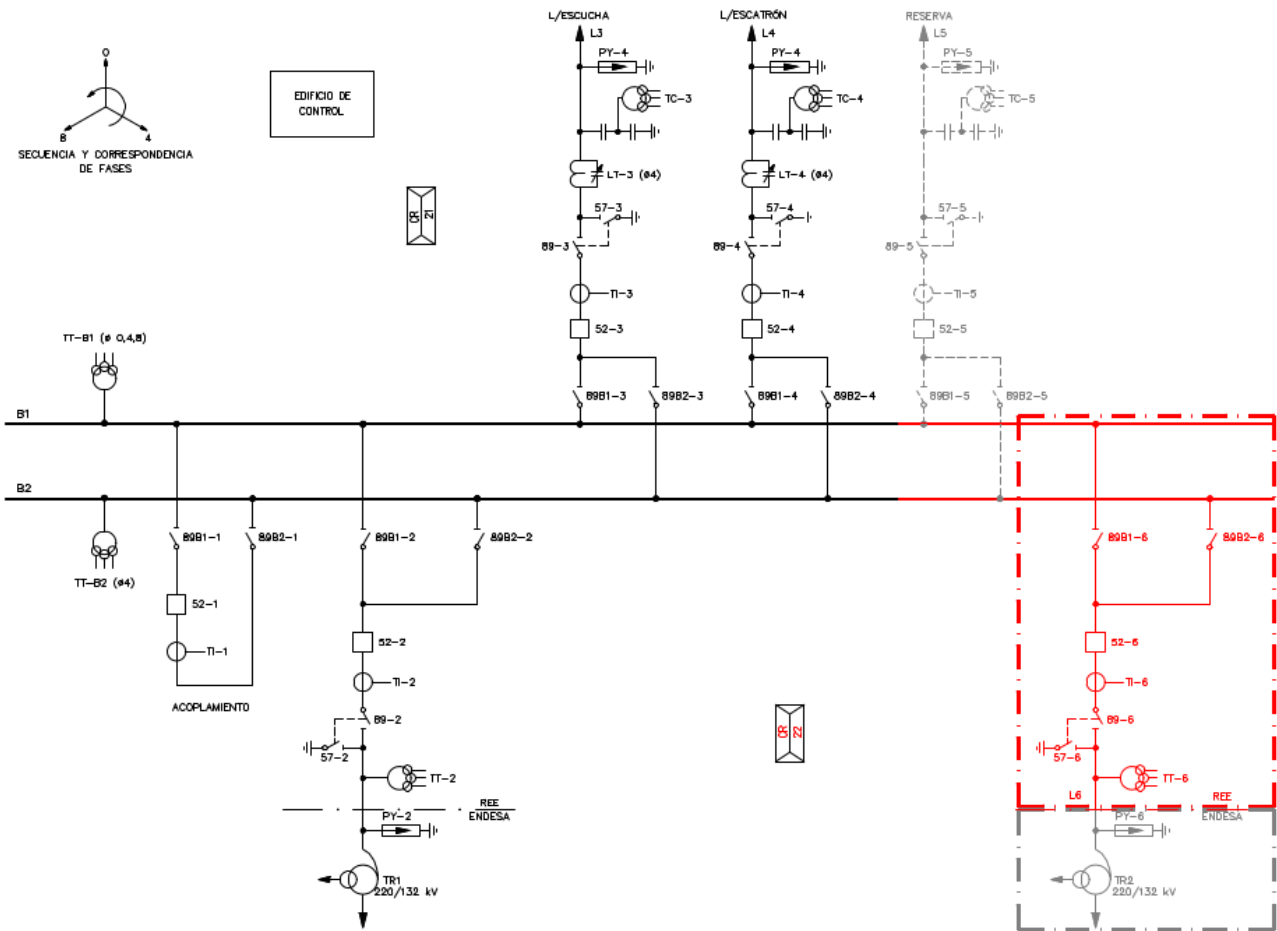 L/ESCUCHA
L/ESCATRÓN
RESERVA
L3
L4
L5
PY-4
PY-4
PY-5
0
8
4
SECUENCIA Y CORRESPONDENCIA
DE FASES
EDIFICIO DE
CONTROL
TC-3
TC-4
TC-5
LT-3 (ø4)
LT-4 (ø4)
CR
21
57-3
57-4
57-5
89-3
89-4
89-5
TI-3
TI-4
TI-5
52-3
52-4
52-5
TT-B1 (ø 0,4,8)
89B1-3
89B2-3
89B1-4
89B2-4
89B1-5
89B2-5
B1
B2
89B1-1
89B2-1
89B1-2
89B2-2
89B1-6
89B2-6
TT-B2 (ø4)
52-1
52-2
52-6
TI-1
TI-2
TI-6
ACOPLAMIENTO
89-2
89-6
CR
22
57-2
57-6
TT-2
TT-6
L6
REE
ENDESA
REE
ENDESA
PY-2
PY-6
TR1
220/132 kV
TR2
220/132 kV